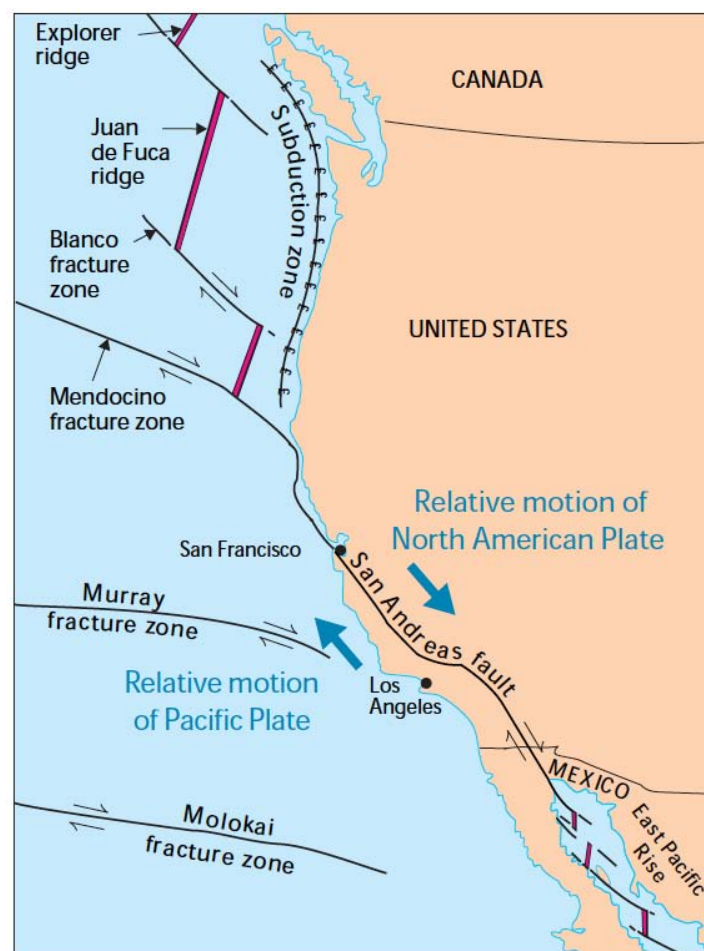 Explorer
ridge
CANADA
Juan
de Fuca
ridge
Subduction zone
Blanco
fracture
zone
UNITED STATES
Mendocino
fracture zone
Relative motion of
North American Plate
San Francisco
San Andreas fault
Murray
fracture zone
Relative motion
of Pacific Plate
Los
Angeles
MEXICO
East Pacific
Rise
Molokai
fracture zone